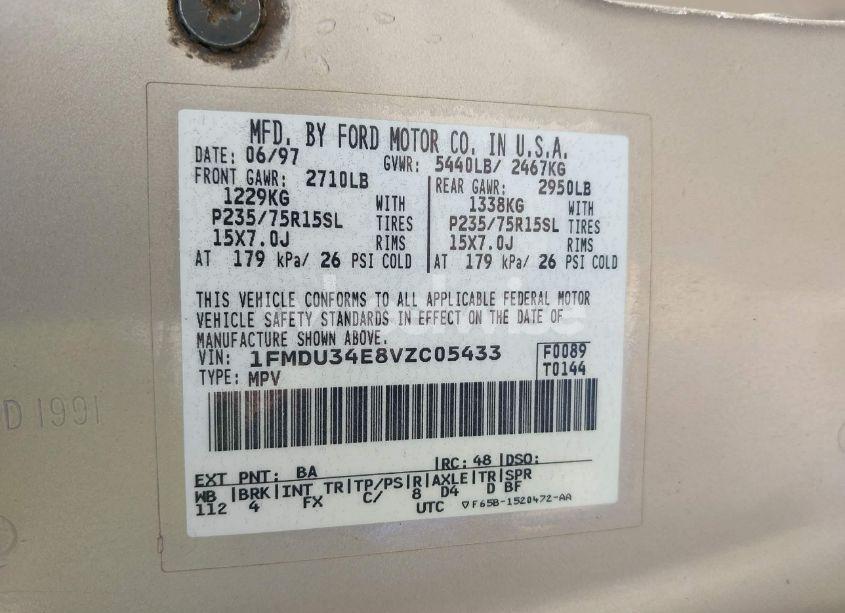 MFD. BY FORD MOTOR CO. IN U.S.A.
DATE: 06/97 GVWR: 5440LB/ 2467KG
FRONT GAWR: 2710LB REAR GAWR: 2950LB
1229KG WITH 1338KG WITH
P235/75R15SL TIRES P235/75R15SL TIRES
15X7.0J RIMS 15X7.0J RIMS
AT 179 kPa/ 26 PSI COLD AT 179 kPa/ 26 PSI COLD
THIS VEHICLE CONFORMS TO ALL APPLICABLE FEDERAL MOTOR
VEHICLE SAFETY STANDARDS IN EFFECT ON THE DATE OF
MANUFACTURE SHOWN ABOVE.
VIN: 1FMDU34E8VZC05433 F0089
TYPE: MPV T0144
EXT PNT: BA RC: 48 DSO:
WB BRK INT TR TP/PS R AXLE TR SPR
112 4 FX C/ 8 D4 D BF
UTC ▽F65B-1520472-AA
D 1991